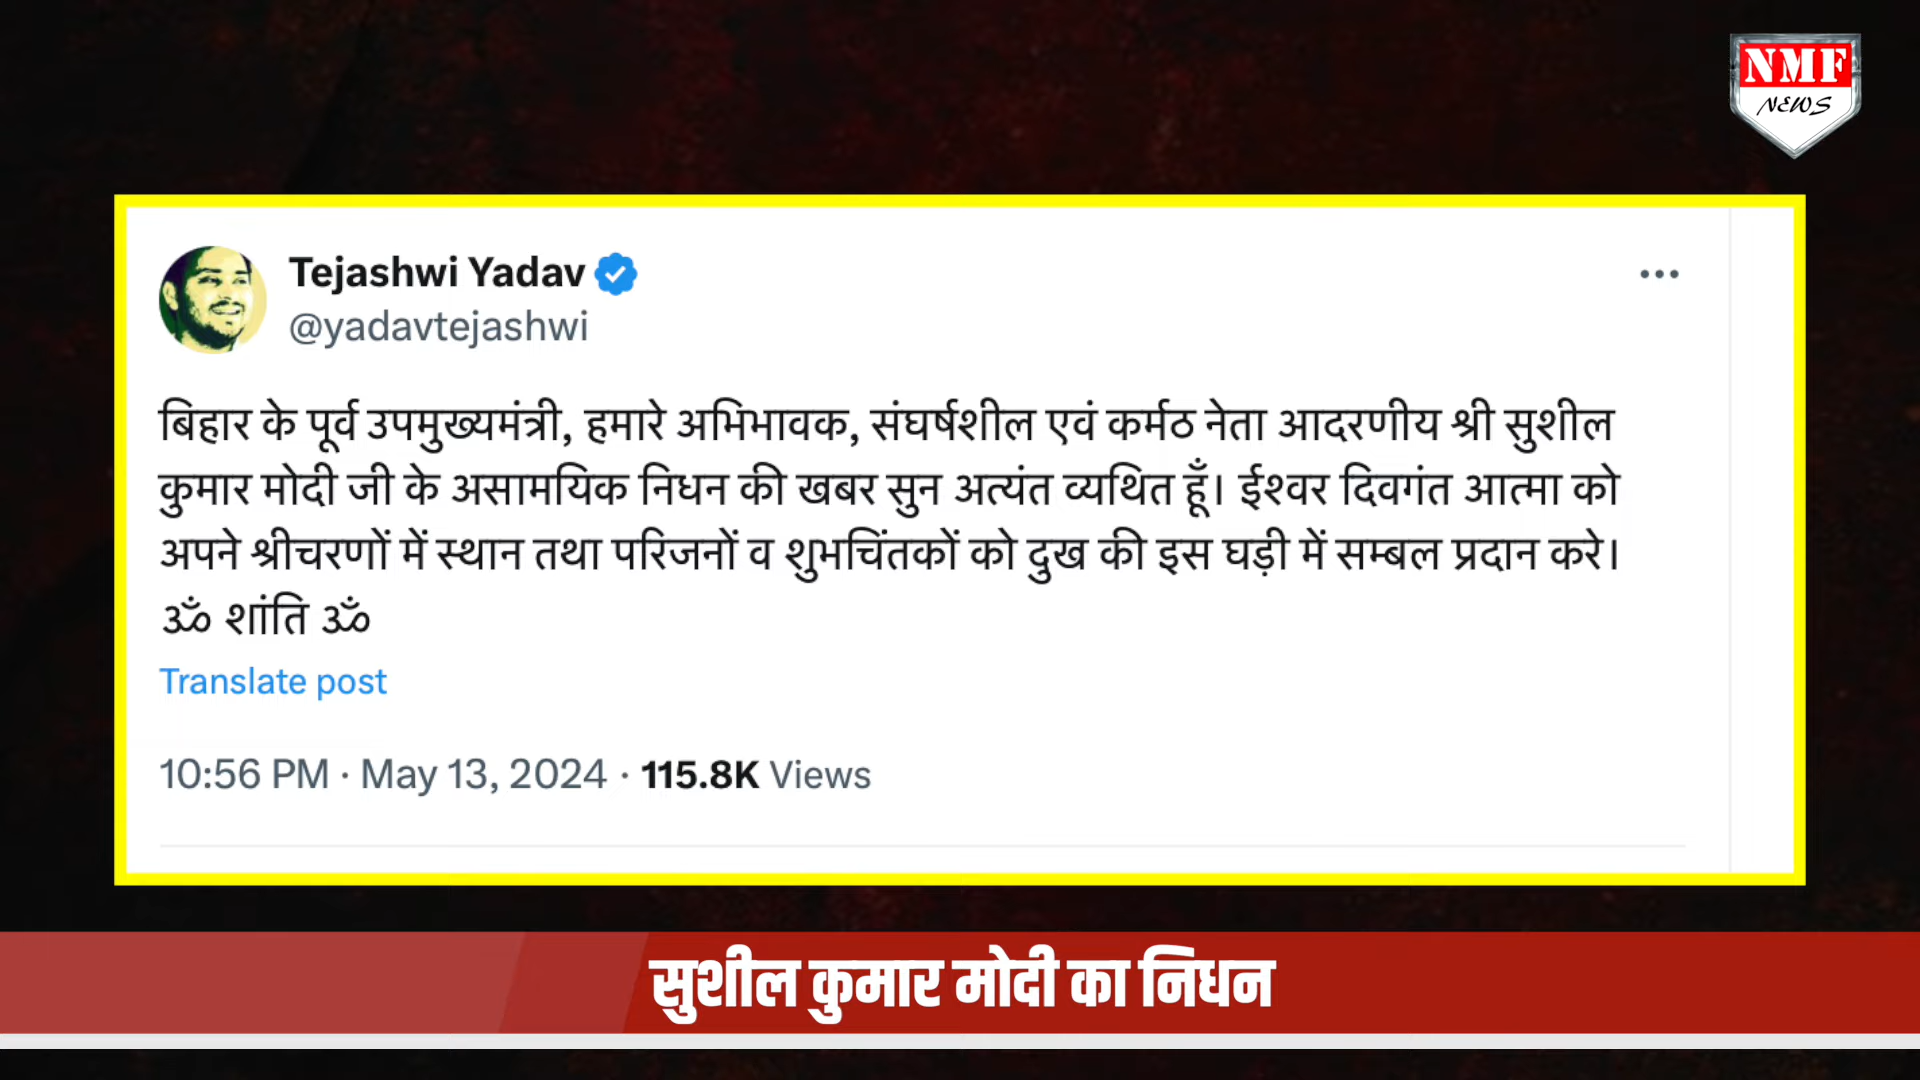 NMF
NEWS
Tejashwi Yadav
@yadavtejashwi
बिहार के पूर्व उपमुख्यमंत्री, हमारे अभिभावक, संघर्षशील एवं कर्मठ नेता आदरणीय श्री सुशील
कुमार मोदी जी के असामयिक निधन की खबर सुन अत्यंत व्यथित हूँ। ईश्वर दिवगंत आत्मा को
अपने श्रीचरणों में स्थान तथा परिजनों व शुभचिंतकों को दुख की इस घड़ी में सम्बल प्रदान करे।
ॐ शांति ॐ
Translate post
10:56 PM · May 13, 2024 · 115.8K Views
सुशील कुमार मोदी का निधन